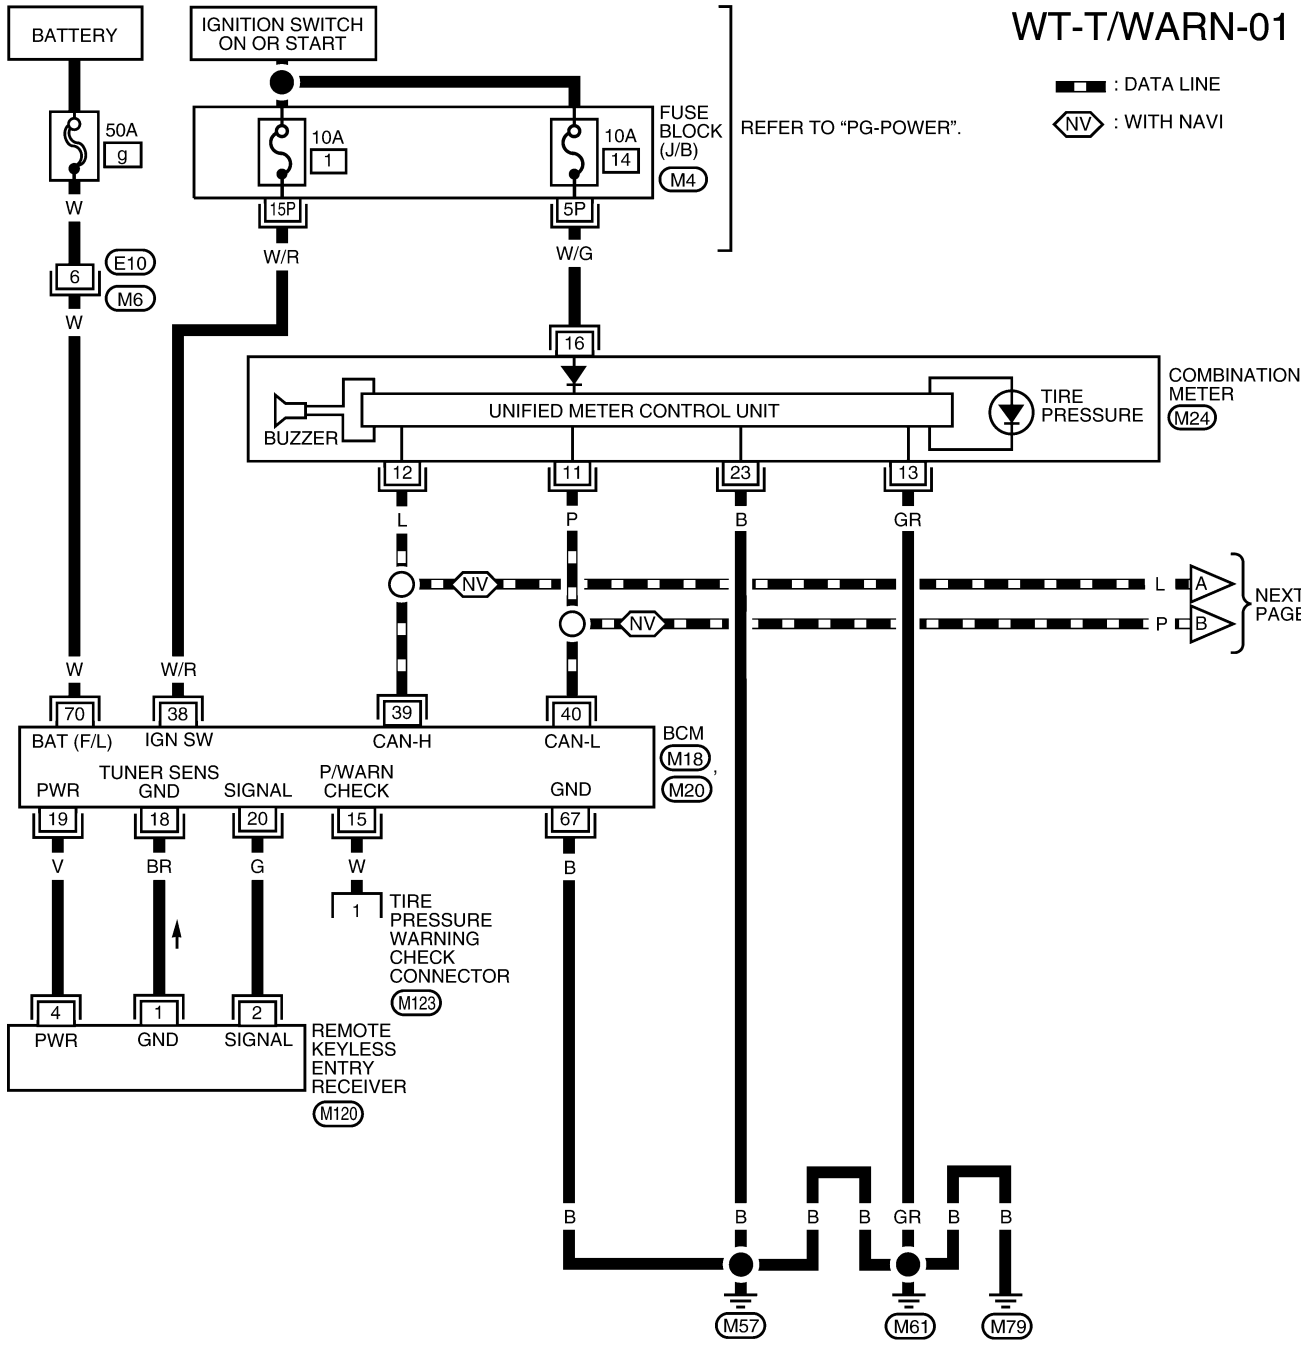 WT-T/WARN-01
BATTERY
IGNITION SWITCH
ON OR START
: DATA LINE
NV : WITH NAVI
50A
g
10A
1
10A
14
FUSE
BLOCK
(J/B)
M4
REFER TO “PG-POWER”.
15P
5P
W
W/R
W/G
6
E10
M6
W
16
COMBINATION
METER
M24
UNIFIED METER CONTROL UNIT
BUZZER
TIRE
PRESSURE
12
11
23
13
L
P
B
GR
NV
L
A
NV
P
B
NEXT
PAGE
W
W/R
70
38
39
40
BAT (F/L)
IGN SW
CAN-H
CAN-L
BCM
M18 ,
M20
PWR
TUNER SENS
GND
SIGNAL
P/WARN
CHECK
GND
19
18
20
15
67
V
BR
G
W
B
1
TIRE
PRESSURE
WARNING
CHECK
CONNECTOR
M123
4
1
2
PWR
GND
SIGNAL
REMOTE
KEYLESS
ENTRY
RECEIVER
M120
B
B
B
B
GR
B
B
M57
M61
M79